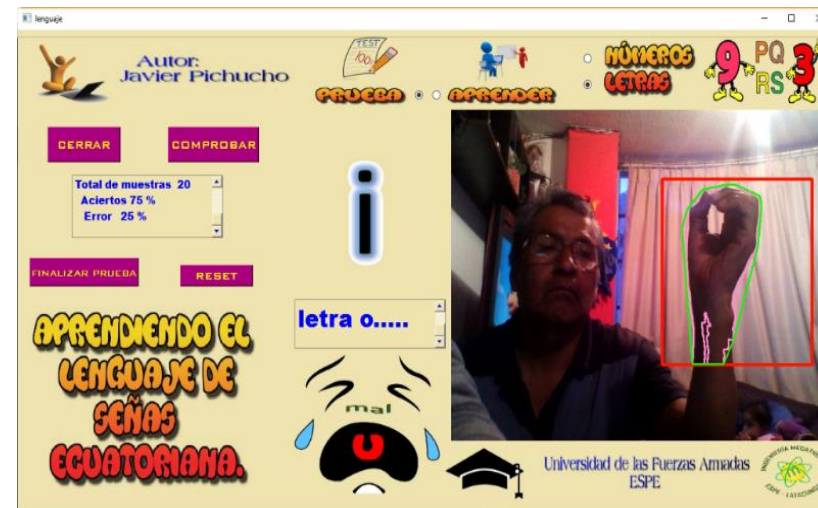 lenguaje
Autor:
Javier Pichucho
TEST
100
PRUEBA
APRENDER
NÚMEROS
LETRAS
9 PQ RS 3
CERRAR
COMPROBAR
Total de muestras 20
Aciertos 75 %
Error 25 %
i
FINALIZAR PRUEBA
RESET
letra o.....
APRENDIENDO EL
LENGUAJE DE
SEÑAS
ECUATORIANA.
mal
Universidad de las Fuerzas Armadas
ESPE